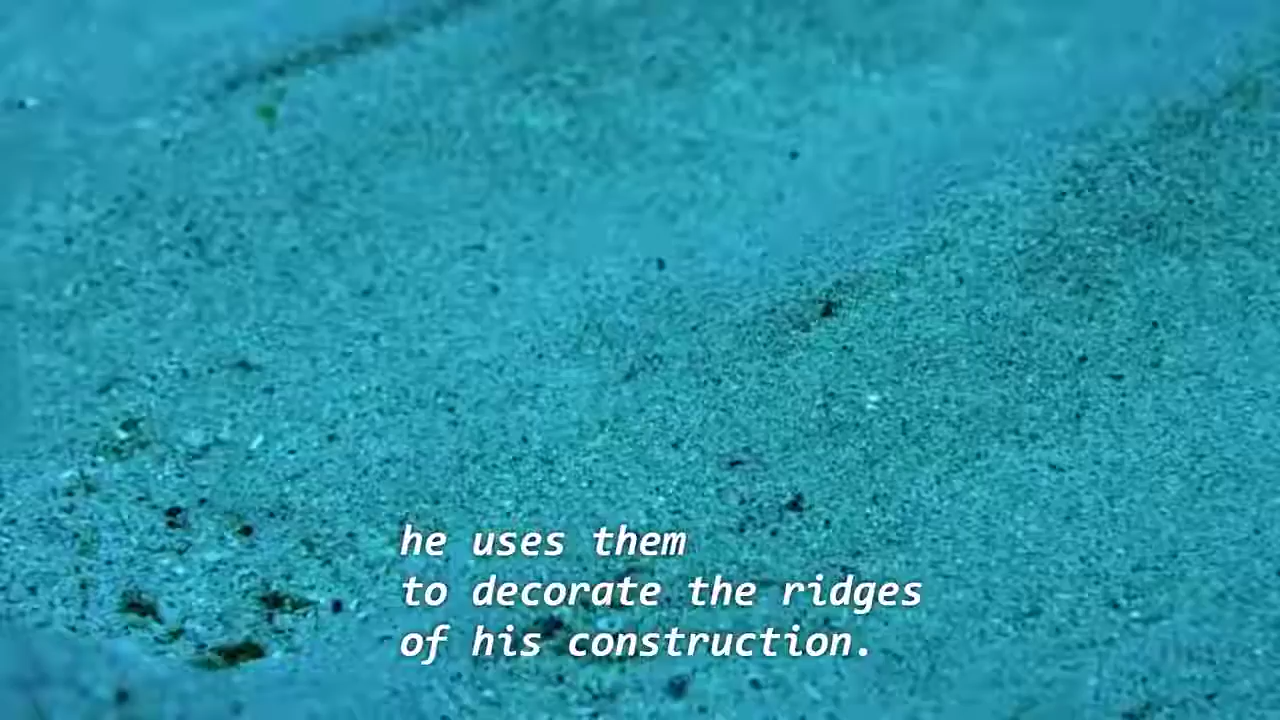 he uses them
to decorate the ridges
of his construction.